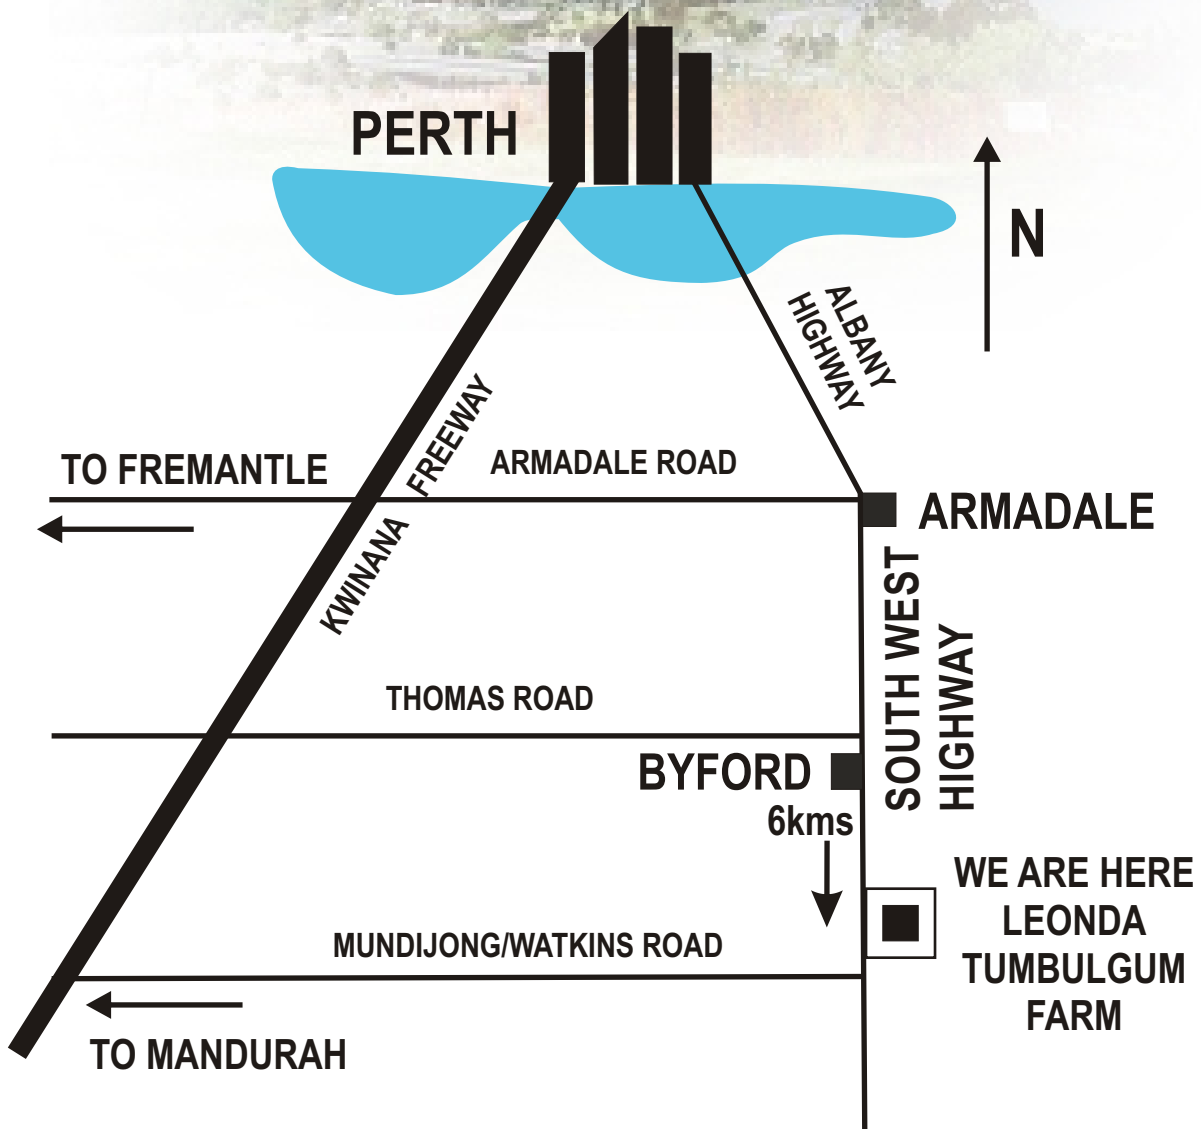 PERTH
N
ALBANY
HIGHWAY
KWINANA FREEWAY
TO FREMANTLE
ARMADALE ROAD
ARMADALE
SOUTH WEST
HIGHWAY
THOMAS ROAD
BYFORD
6kms
WE ARE HERE
LEONDA
TUMBULGUM
FARM
MUNDIJONG/WATKINS ROAD
TO MANDURAH